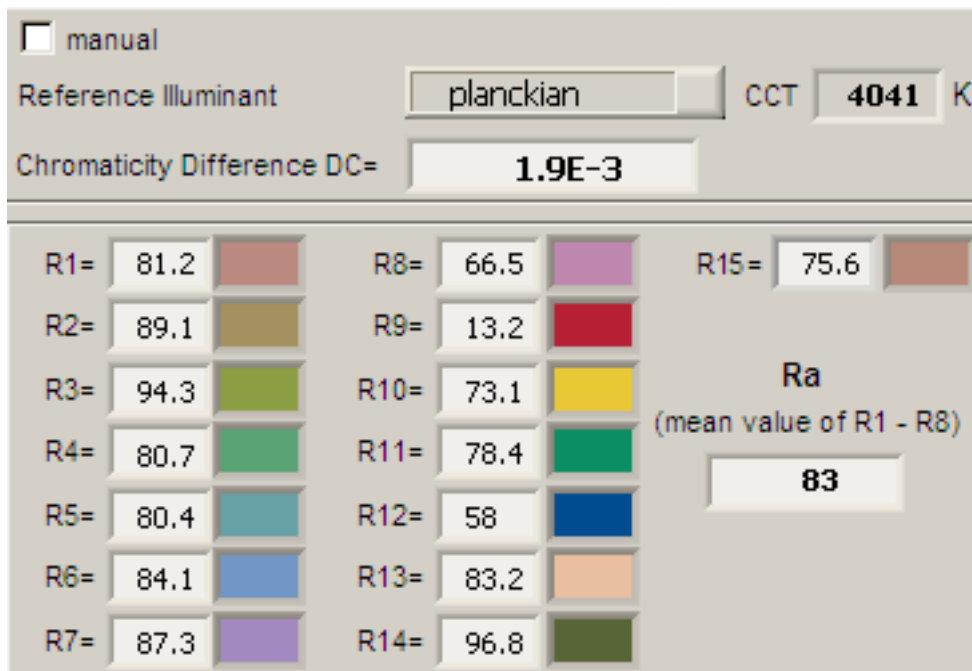 manual
Reference Illuminant planckian CCT 4041 K
Chromaticity Difference DC= 1.9E-3
R1= 81.2 R8= 66.5 R15= 75.6
R2= 89.1 R9= 13.2
R3= 94.3 R10= 73.1 Ra
(mean value of R1 - R8)
R4= 80.7 R11= 78.4
83
R5= 80.4 R12= 58
R6= 84.1 R13= 83.2
R7= 87.3 R14= 96.8